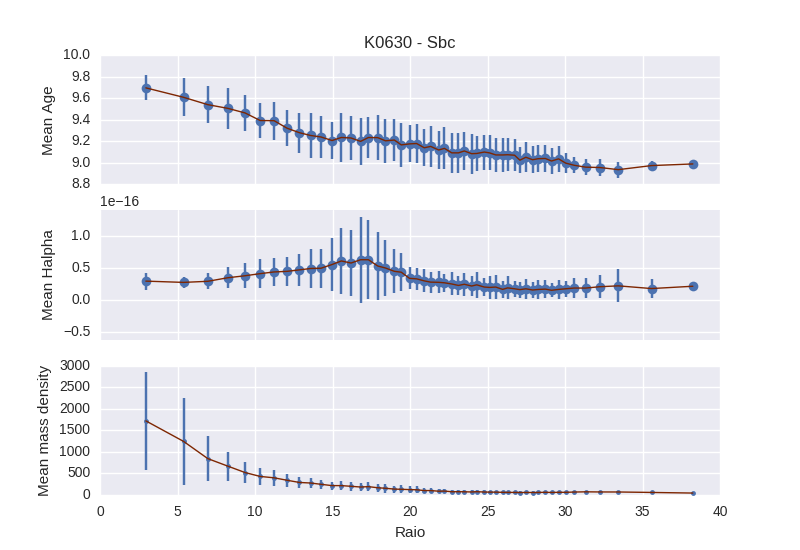 K0630 - Sbc
10.0
9.8
9.6
9.4
9.2
9.0
8.8
Mean Age
1e−16
1.0
0.5
0.0
−0.5
Mean Halpha
3000
2500
2000
1500
1000
500
0
Mean mass density
0 5 10 15 20 25 30 35 40
Raio